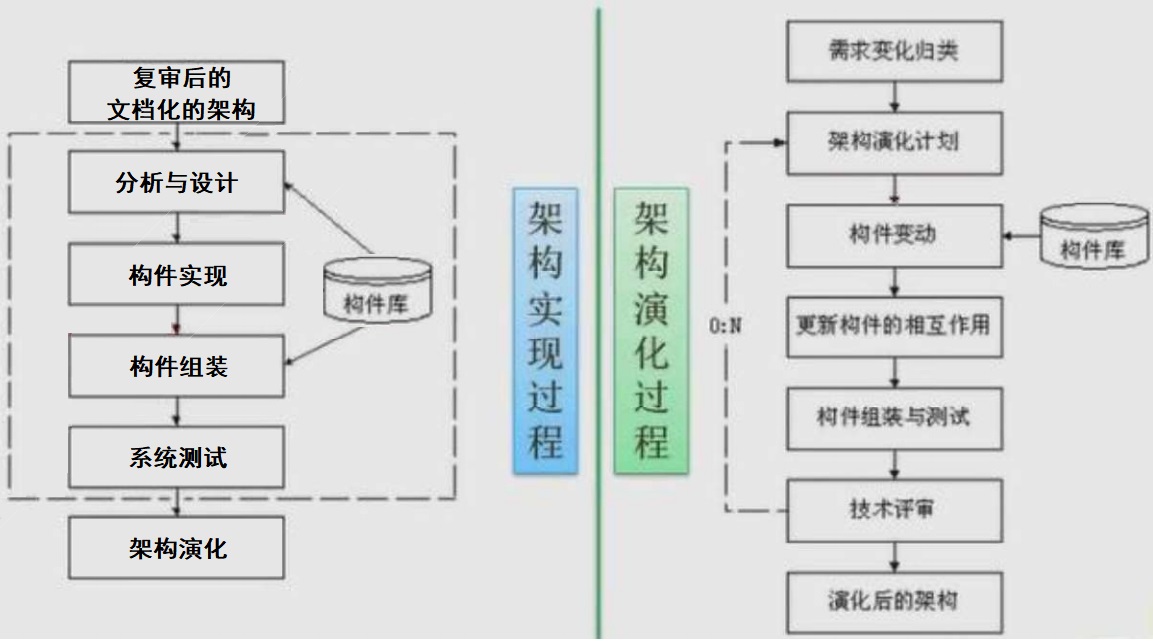 复审后的
文档化的架构
分析与设计
构件实现
构件库
构件组装
系统测试
架构演化
架构实现过程
架构演化过程
需求变化归类
架构演化计划
构件变动
构件库
0:N
更新构件的相互作用
构件组装与测试
技术评审
演化后的架构